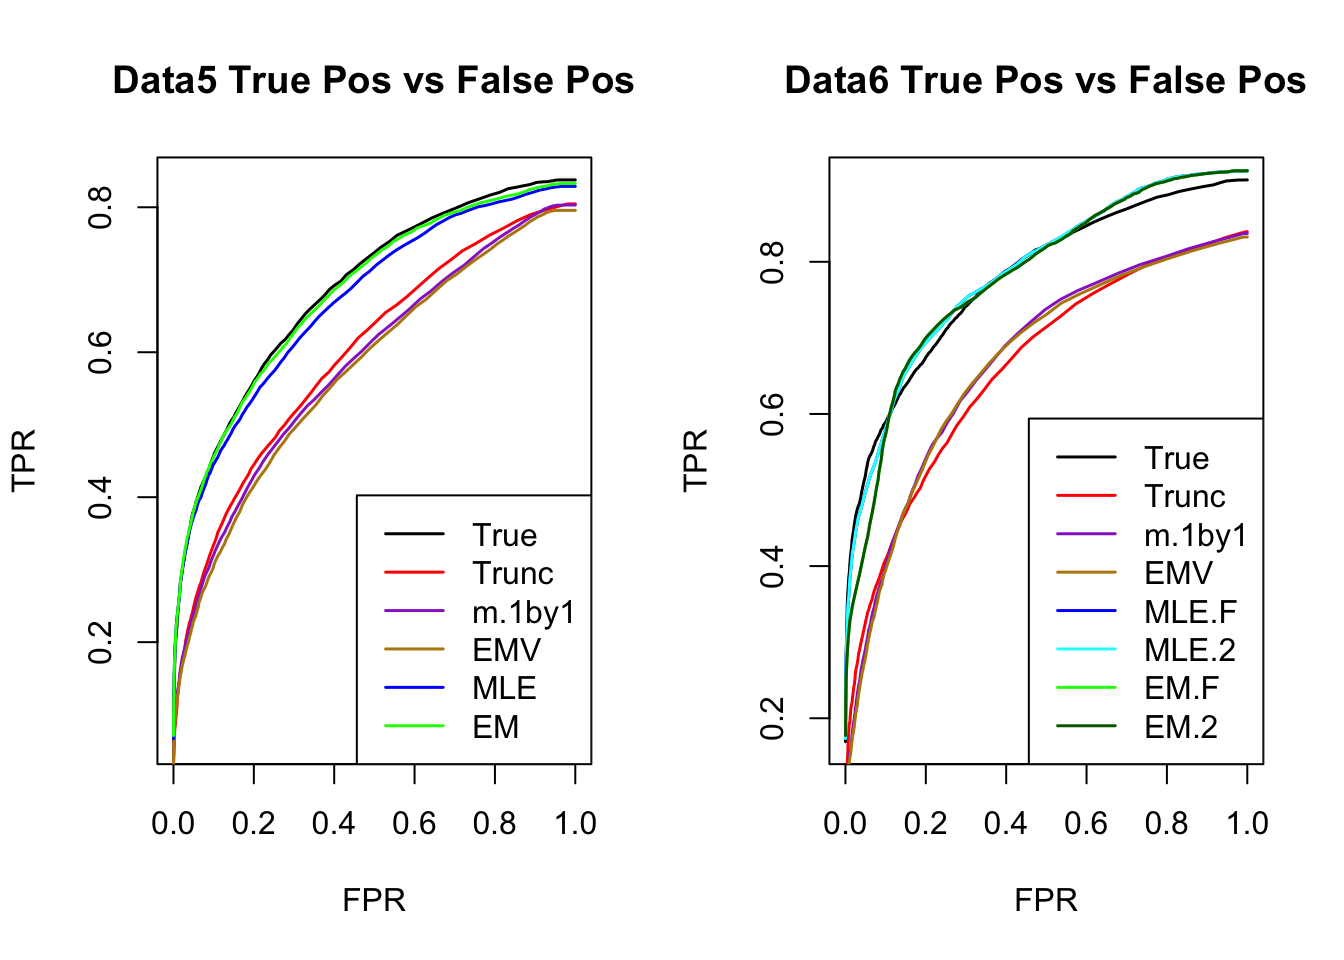 Data5 True Pos vs False Pos
TPR
0.8
0.6
0.4
0.2
0.0 0.2 0.4 0.6 0.8 1.0
FPR
True
Trunc
m.1by1
EMV
MLE
EM
Data6 True Pos vs False Pos
TPR
0.8
0.6
0.4
0.2
0.0 0.2 0.4 0.6 0.8 1.0
FPR
True
Trunc
m.1by1
EMV
MLE.F
MLE.2
EM.F
EM.2